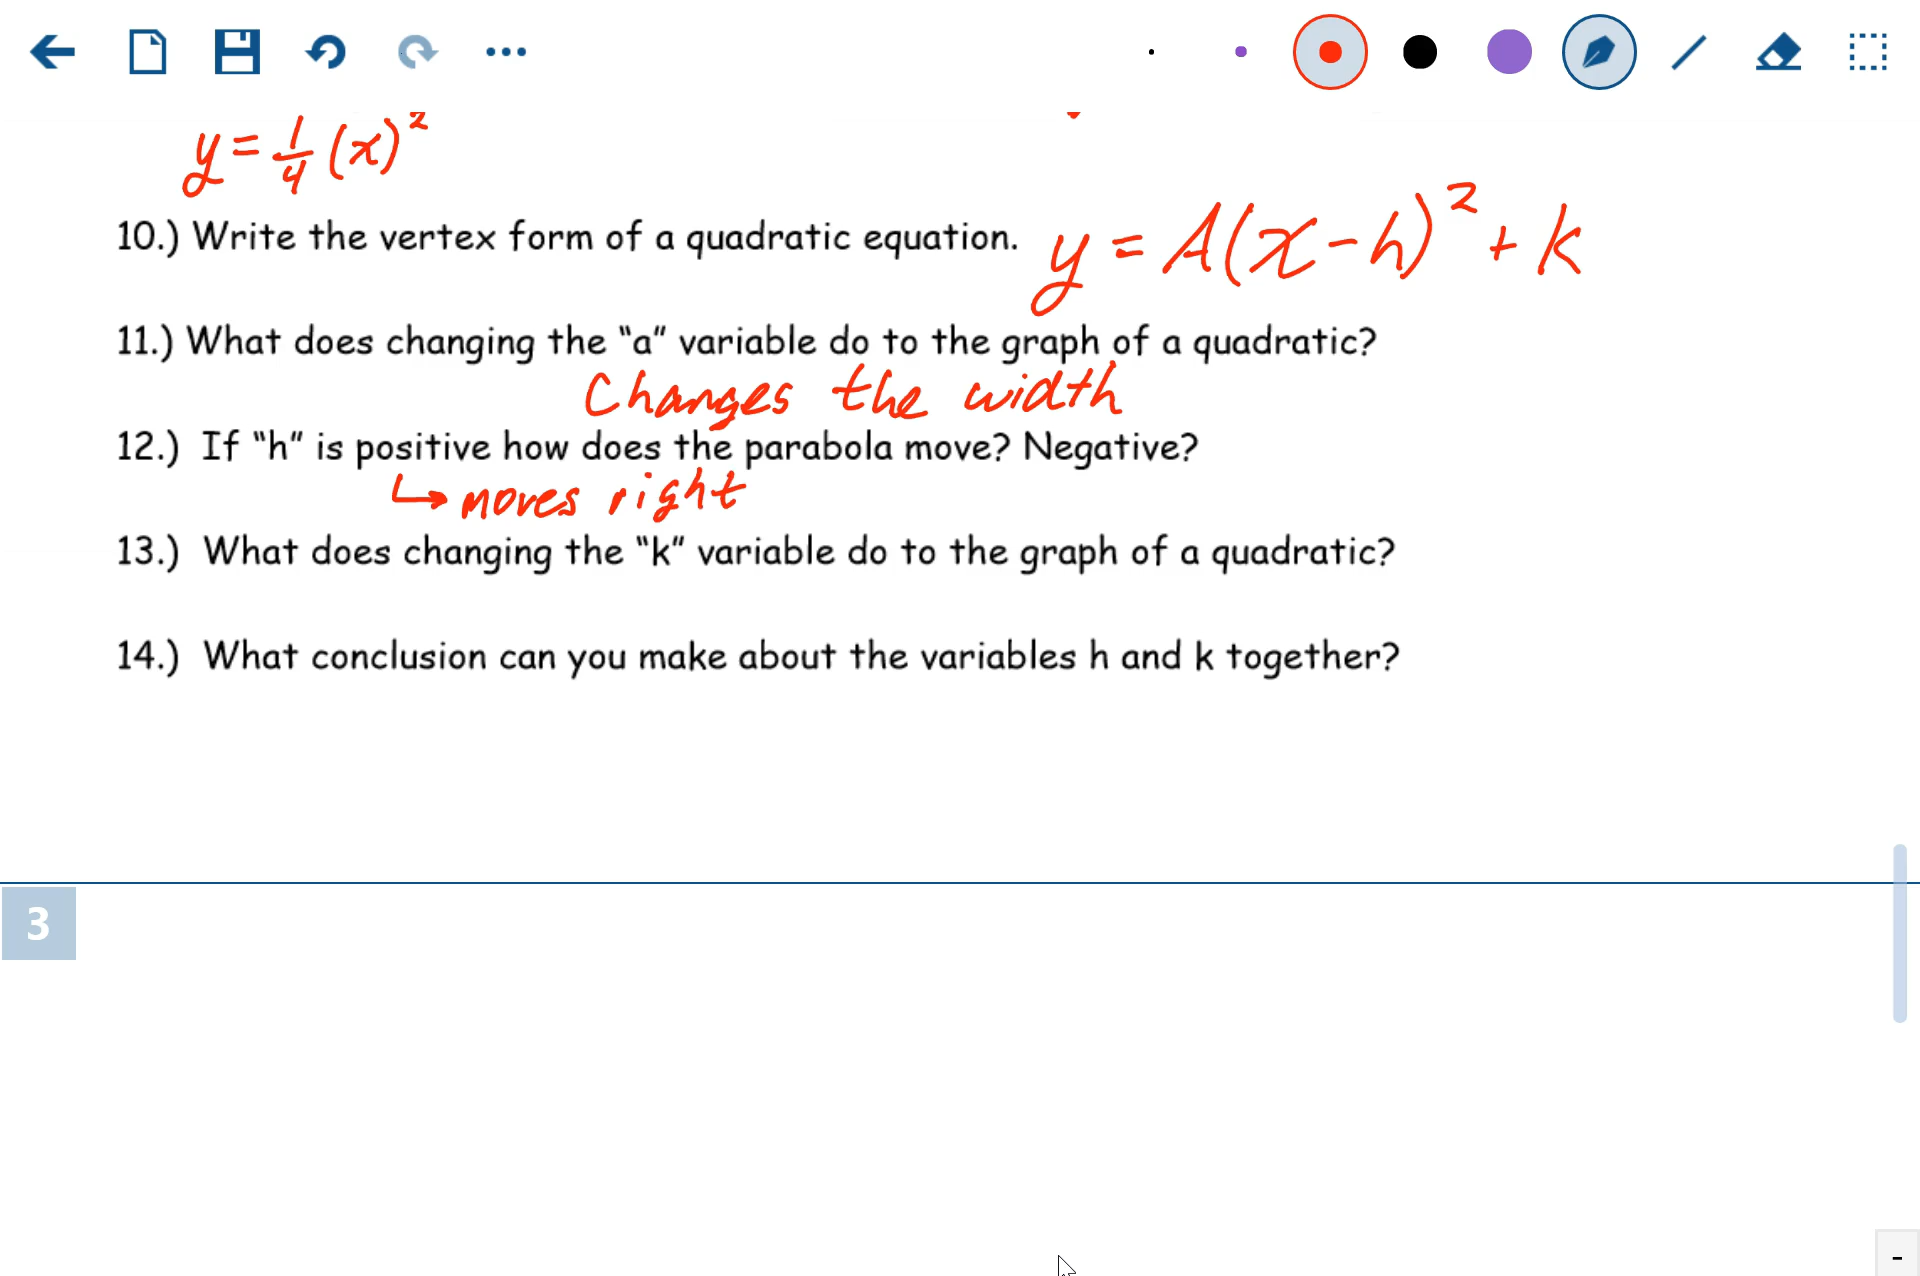 y = 1/4 (x)²
10.) Write the vertex form of a quadratic equation. y = A(x-h)² + k
11.) What does changing the “a” variable do to the graph of a quadratic?
Changes the width
12.) If “h” is positive how does the parabola move? Negative?
↳ moves right
13.) What does changing the “k” variable do to the graph of a quadratic?
14.) What conclusion can you make about the variables h and k together?
3
-